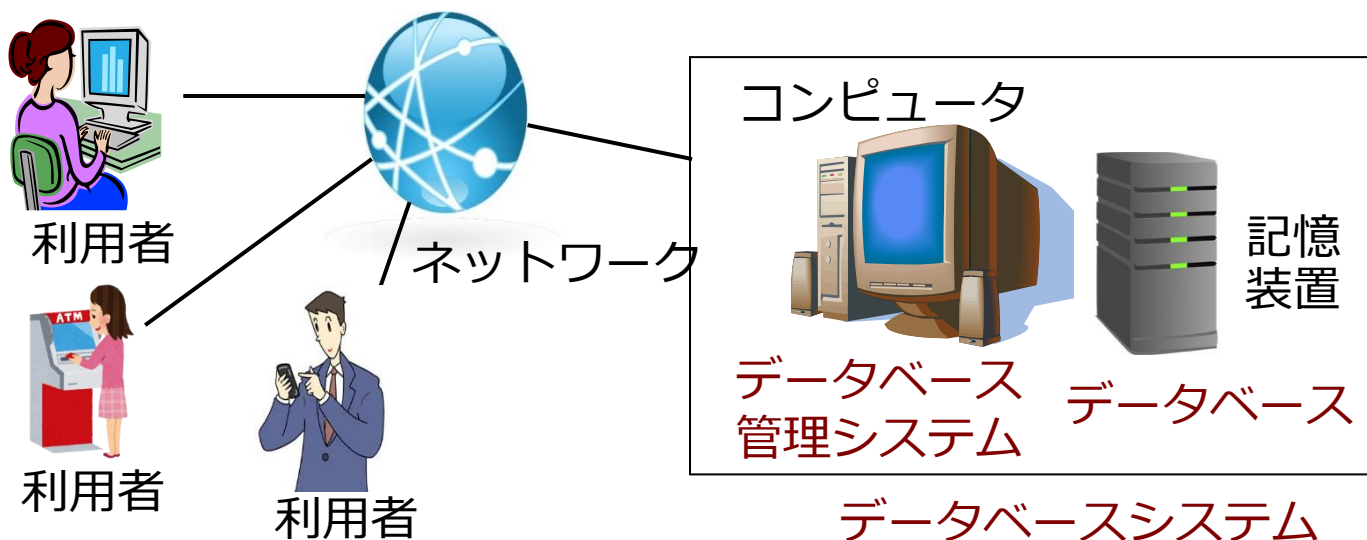 利用者
ATM
利用者
利用者
ネットワーク
コンピュータ
記憶
装置
データベース
管理システム
データベース
データベースシステム